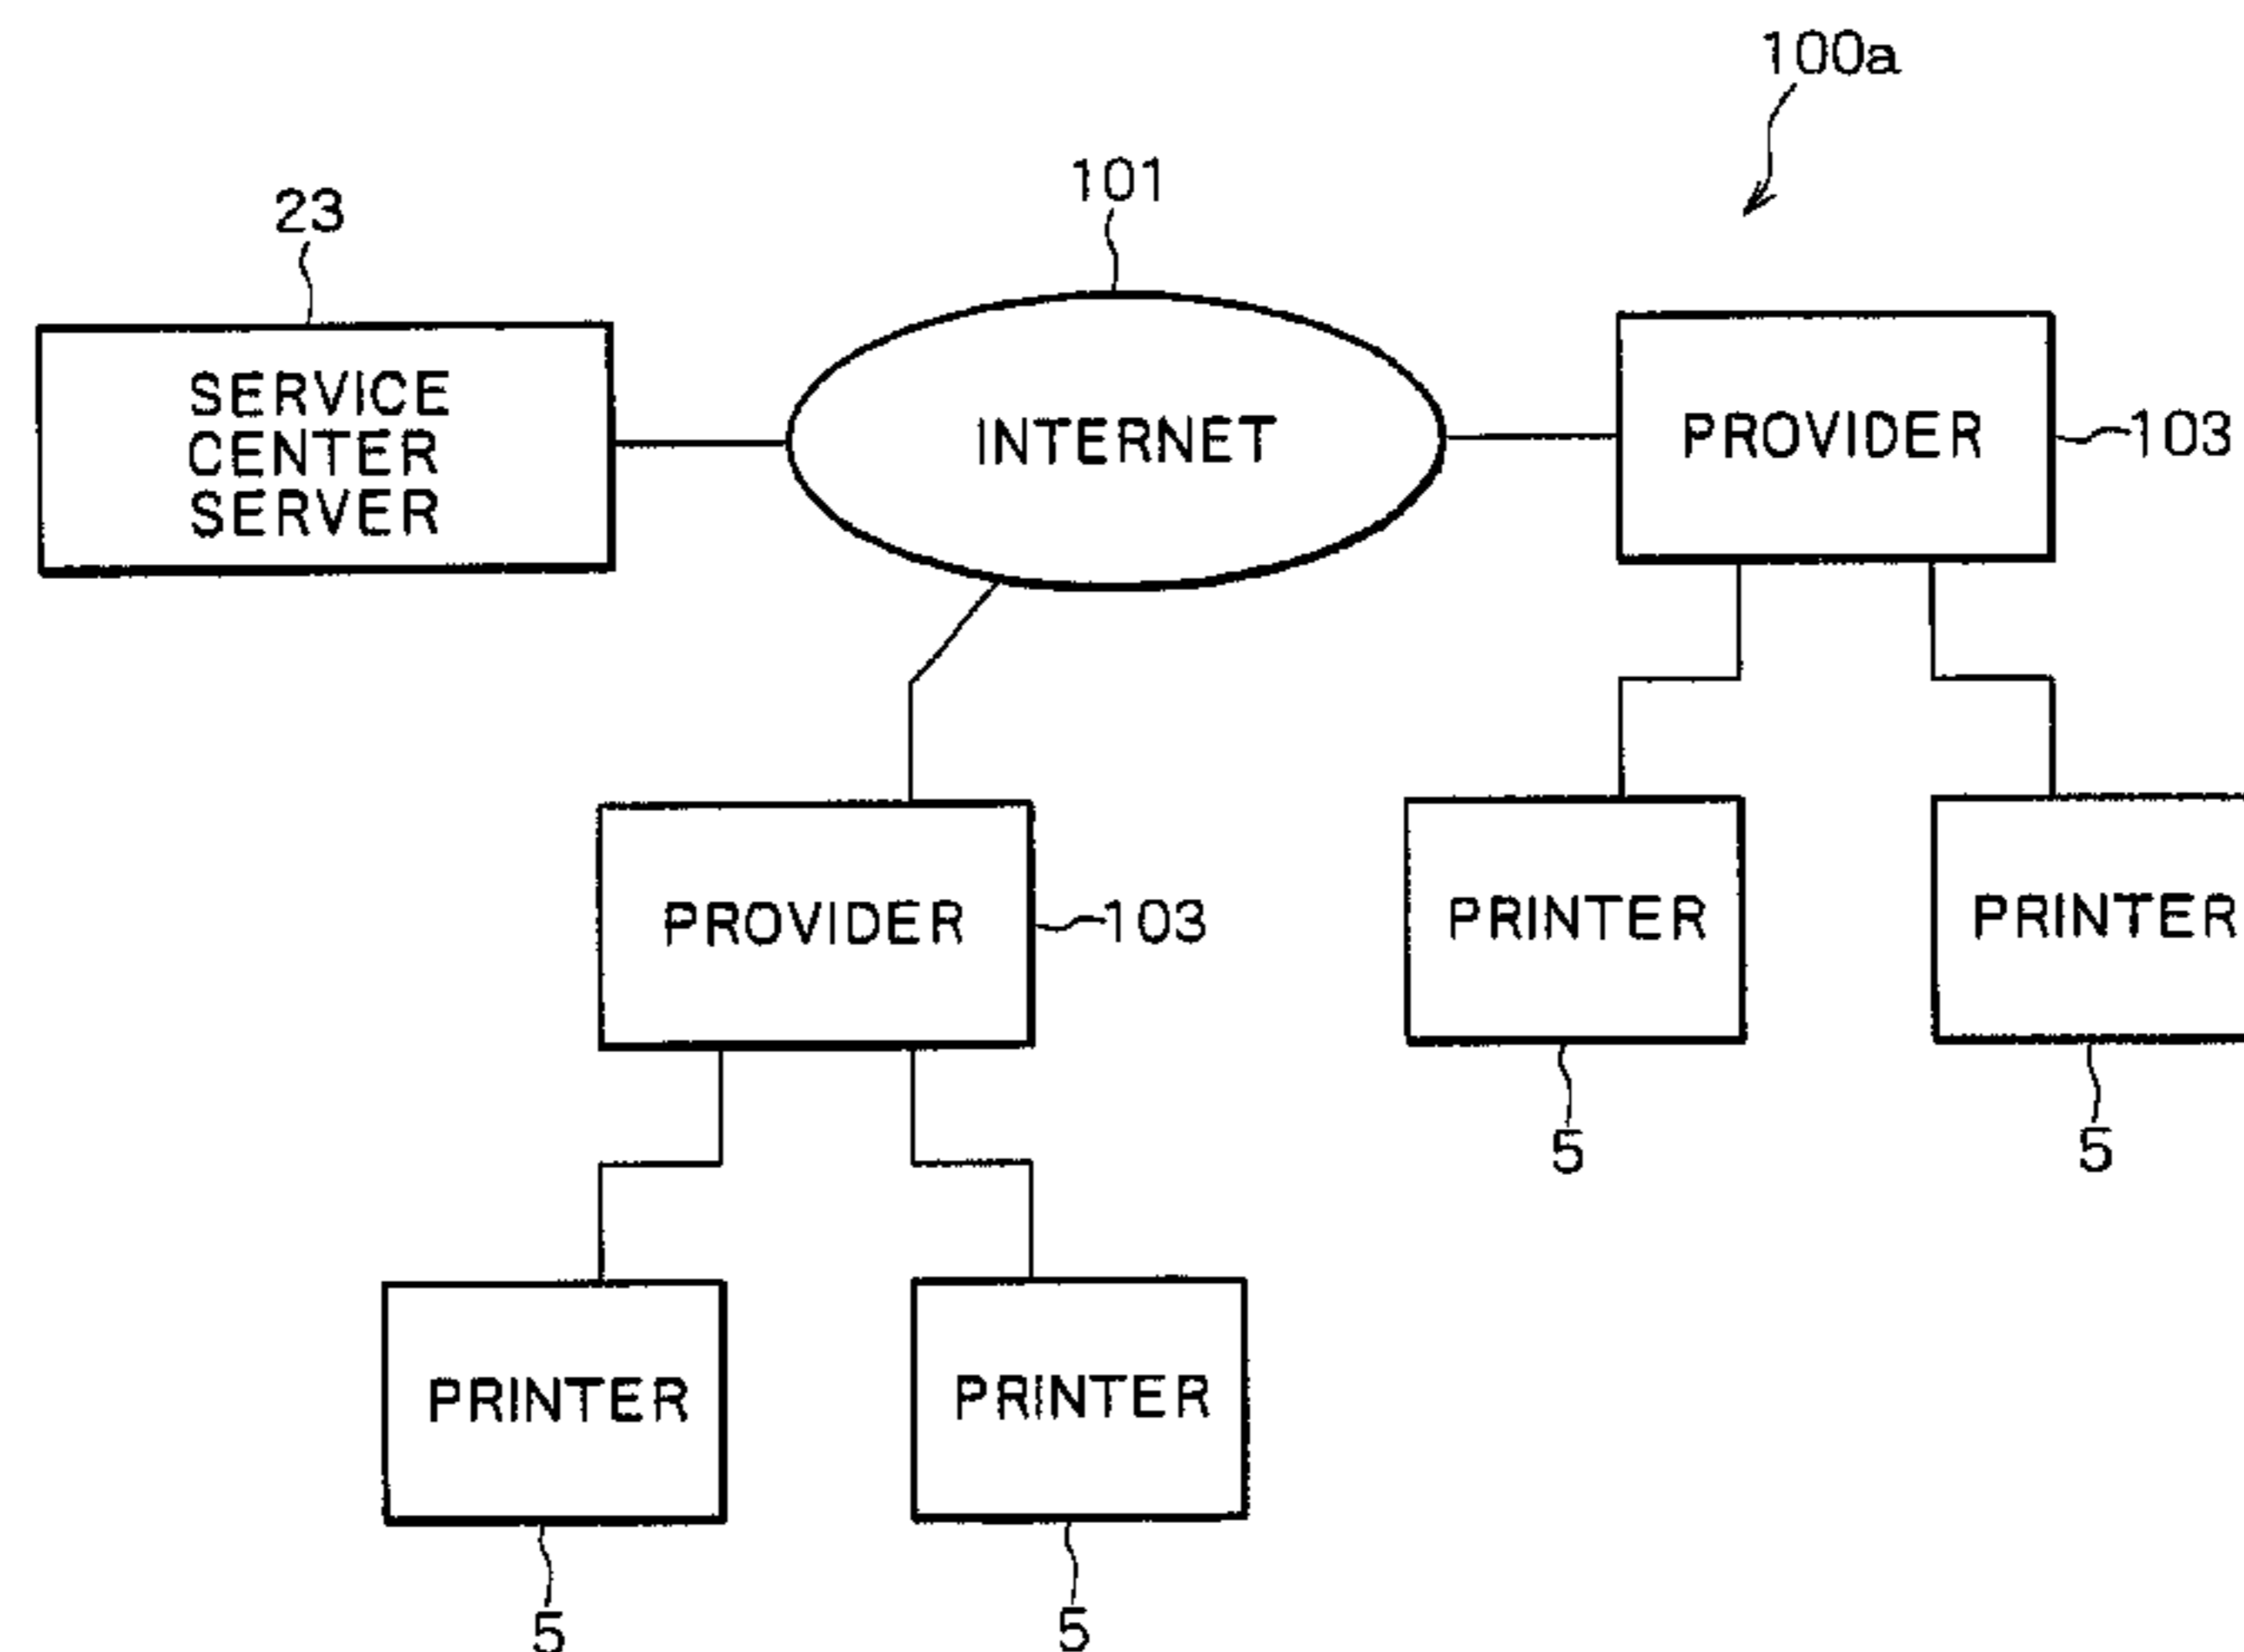 100a
101
23
SERVICE
CENTER
SERVER
INTERNET
PROVIDER
103
PROVIDER
103
PRINTER
PRINTER
5
5
PRINTER
PRINTER
5
5